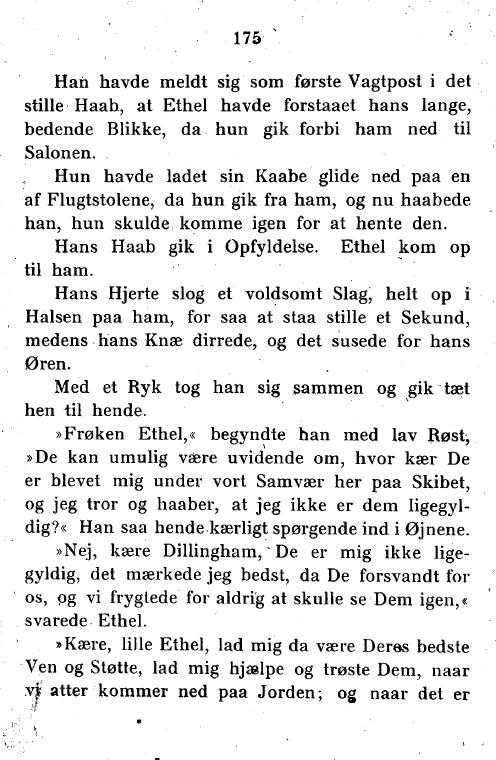 175
Han havde meldt sig som første Vagtpost i det
stille Haab, at Ethel havde forstaaet hans lange,
bedende Blikke, da hun gik forbi ham ned til
Salonen.
Hun havde ladet sin Kaabe glide ned paa en
af Flugtstolene, da hun gik fra ham, og nu haabede
han, hun skulde komme igen for at hente den.
Hans Haab gik i Opfyldelse. Ethel kom op
til ham.
Hans Hjerte slog et voldsomt Slag, helt op i
Halsen paa ham, for saa at staa stille et Sekund,
medens hans Knæ dirrede, og det susede for hans
Øren.
Med et Ryk tog han sig sammen og gik tæt
hen til hende.
»Frøken Ethel,« begyndte han med lav Røst,
»De kan umulig være uvidende om, hvor kær De
er blevet mig under vort Samvær her paa Skibet,
og jeg tror og haaber, at jeg ikke er dem ligegyl-
dig?« Han saa hende kærligt spørgende ind i Øjnene.
»Nej, kære Dillingham, De er mig ikke lige-
gyldig, det mærkede jeg bedst, da De forsvandt for
os, og vi frygtede for aldrig at skulle se Dem igen,«
svarede Ethel.
»Kære, lille Ethel, lad mig da være Deres bedste
Ven og Støtte, lad mig hjælpe og trøste Dem, naar
vi atter kommer ned paa Jorden; og naar det er